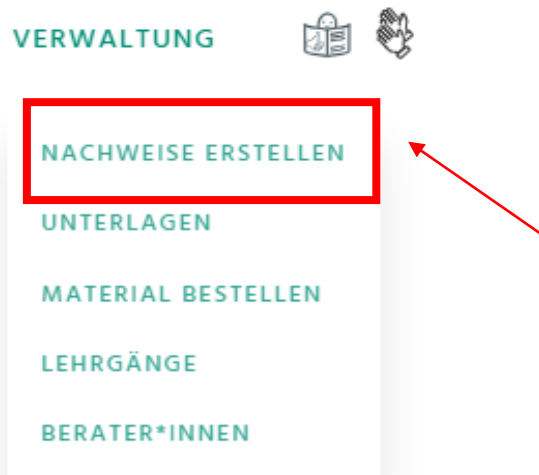 VERWALTUNG
NACHWEISE ERSTELLEN
UNTERLAGEN
MATERIAL BESTELLEN
LEHRGÄNGE
BERATER*INNEN